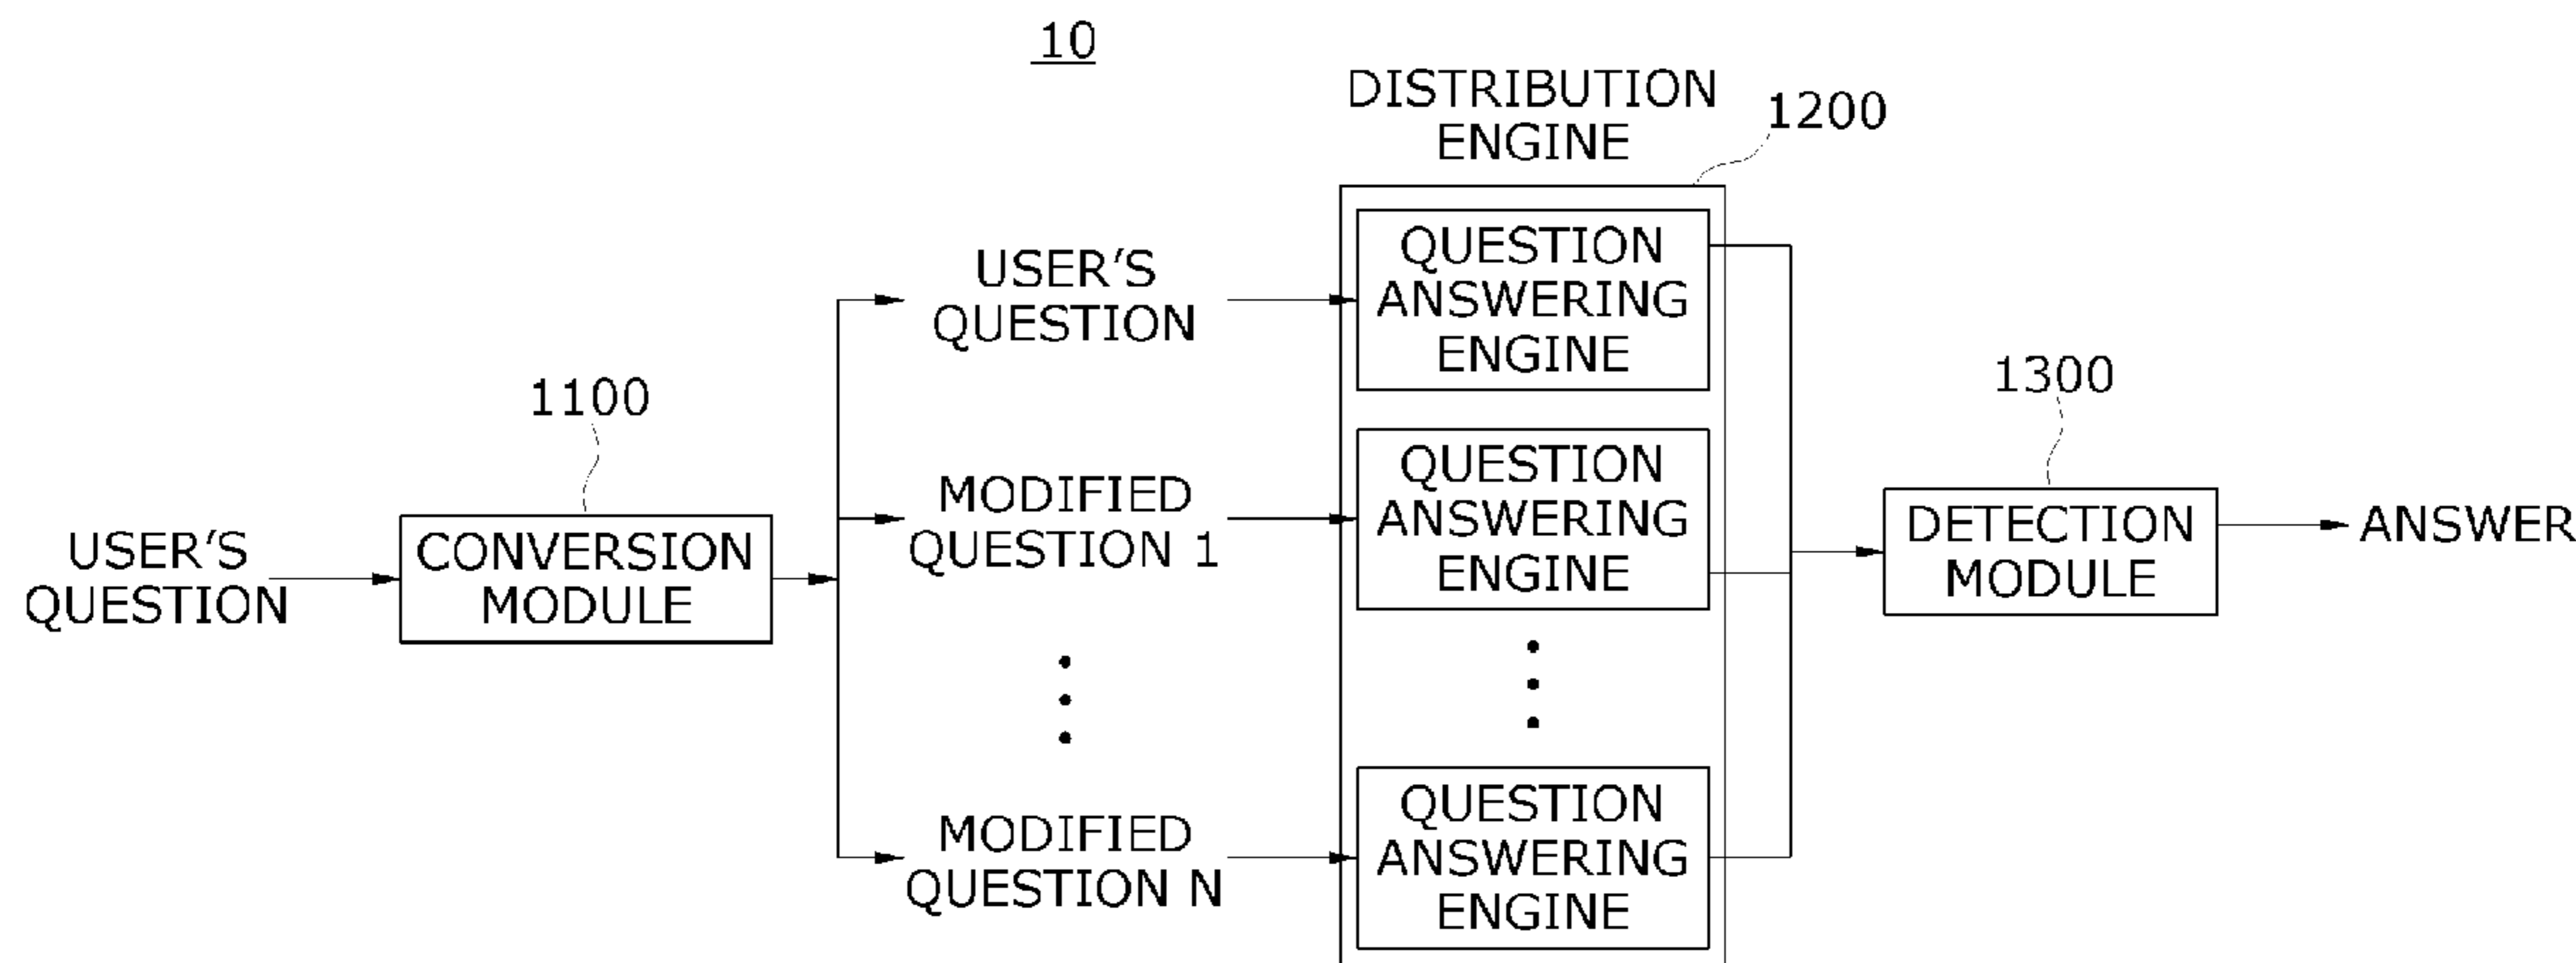 10
DISTRIBUTION
ENGINE
1200
USER'S
QUESTION
1100
CONVERSION
MODULE
USER'S
QUESTION
MODIFIED
QUESTION 1
MODIFIED
QUESTION N
QUESTION
ANSWERING
ENGINE
QUESTION
ANSWERING
ENGINE
QUESTION
ANSWERING
ENGINE
1300
DETECTION
MODULE
ANSWER